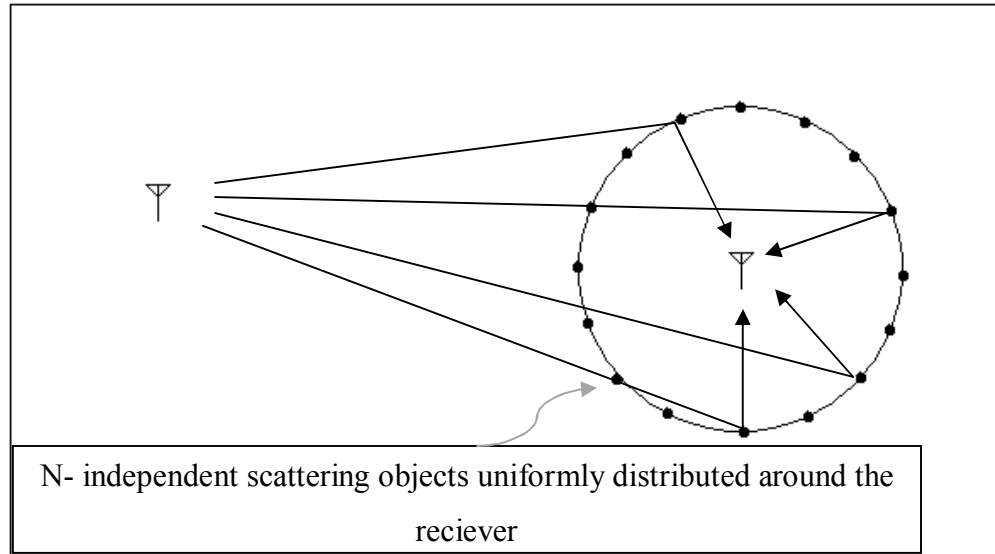 N- independent scattering objects uniformly distributed around the
reciever